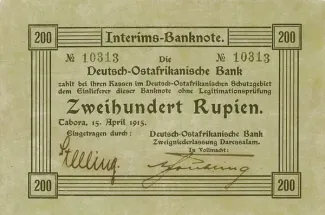 200 Interims-Banknote. 200
№ 10313 Die № 10313
Deutsch-Ostafrikanische Bank
zahlt bei ihren Kassen im Deutsch-Ostafrikanischen Schutzgebiet
dem Einlieferer dieser Banknote ohne Legitimationsprüfung
Zweihundert Rupien.
Tabora, 15. April 1915.
Eingetragen durch: Deutsch-Ostafrikanische Bank
Zweigniederlassung Daressalam.
In Vollmacht:
Stelling
200 200